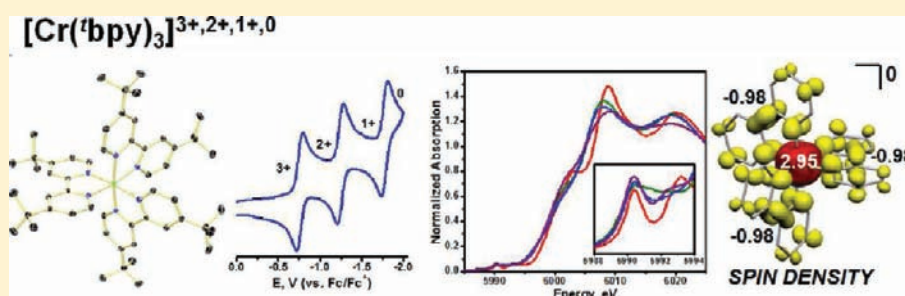 [Cr(ᵗbpy)₃]³⁺,²⁺,¹⁺,⁰
3+
2+
1+
0
0.0 -0.5 -1.0 -1.5 -2.0
E, V (vs. Fc/Fc⁺)
Normalized Absorption
1.6
1.4
1.2
1.0
0.8
0.6
0.4
0.2
0.0
5990 6000 6010 6020
5988 5990 5992 5994
Energy, eV
0
-0.98
2.95
-0.98
-0.98
SPIN DENSITY